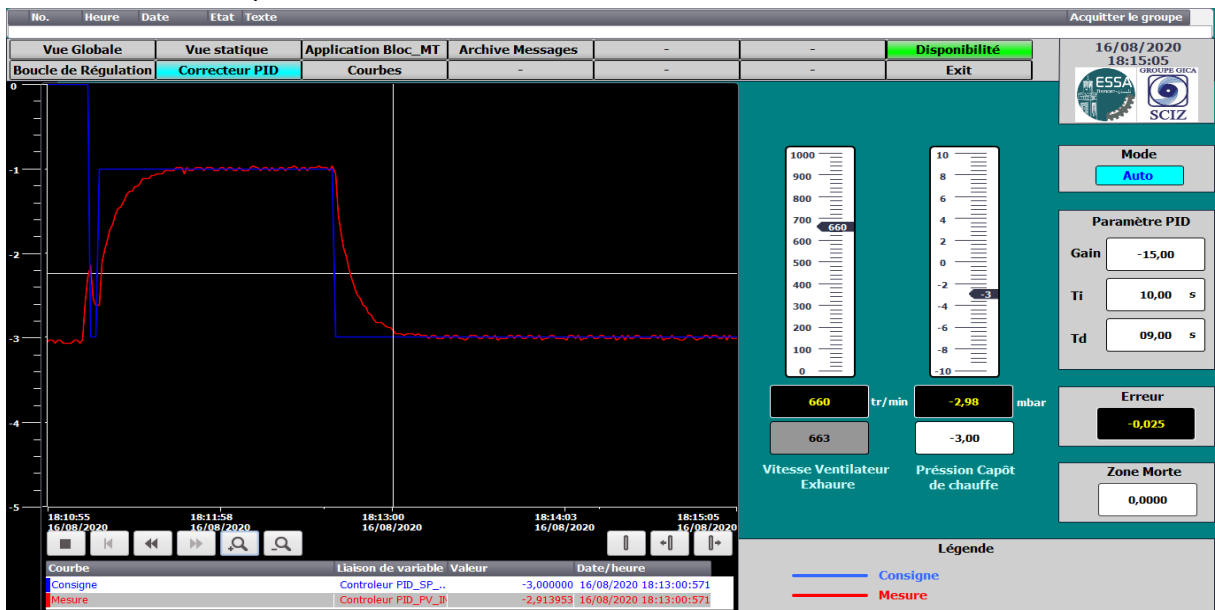 No. Heure Date Etat Texte Acquitter le groupe
Vue Globale Vue statique Application Bloc_MT Archive Messages - - Disponibilité
Boucle de Régulation Correcteur PID Courbes - - - Exit
16/08/2020
18:15:05
ESSA
GROUPE GICA
SCIZ
0
-1
-2
-3
-4
-5
18:10:55 18:11:58 18:13:00 18:14:03 18:15:05
16/08/2020 16/08/2020 16/08/2020 16/08/2020 16/08/2020
Courbe Liaison de variable Valeur Date/heure
Consigne Controleur PID_SP_.. -3,000000 16/08/2020 18:13:00:571
Mesure Controleur PID_PV_IN -2,913953 16/08/2020 18:13:00:571
1000
900
800
700
660
600
500
400
300
200
100
0
10
8
6
4
2
0
-2
-3
-4
-6
-8
-10
660 tr/min -2,98 mbar
663 -3,00
Vitesse Ventilateur
Exhaure
Préssion Capôt
de chauffe
Mode
Auto
Paramètre PID
Gain -15,00
Ti 10,00 s
Td 09,00 s
Erreur
-0,025
Zone Morte
0,0000
Légende
Consigne
Mesure